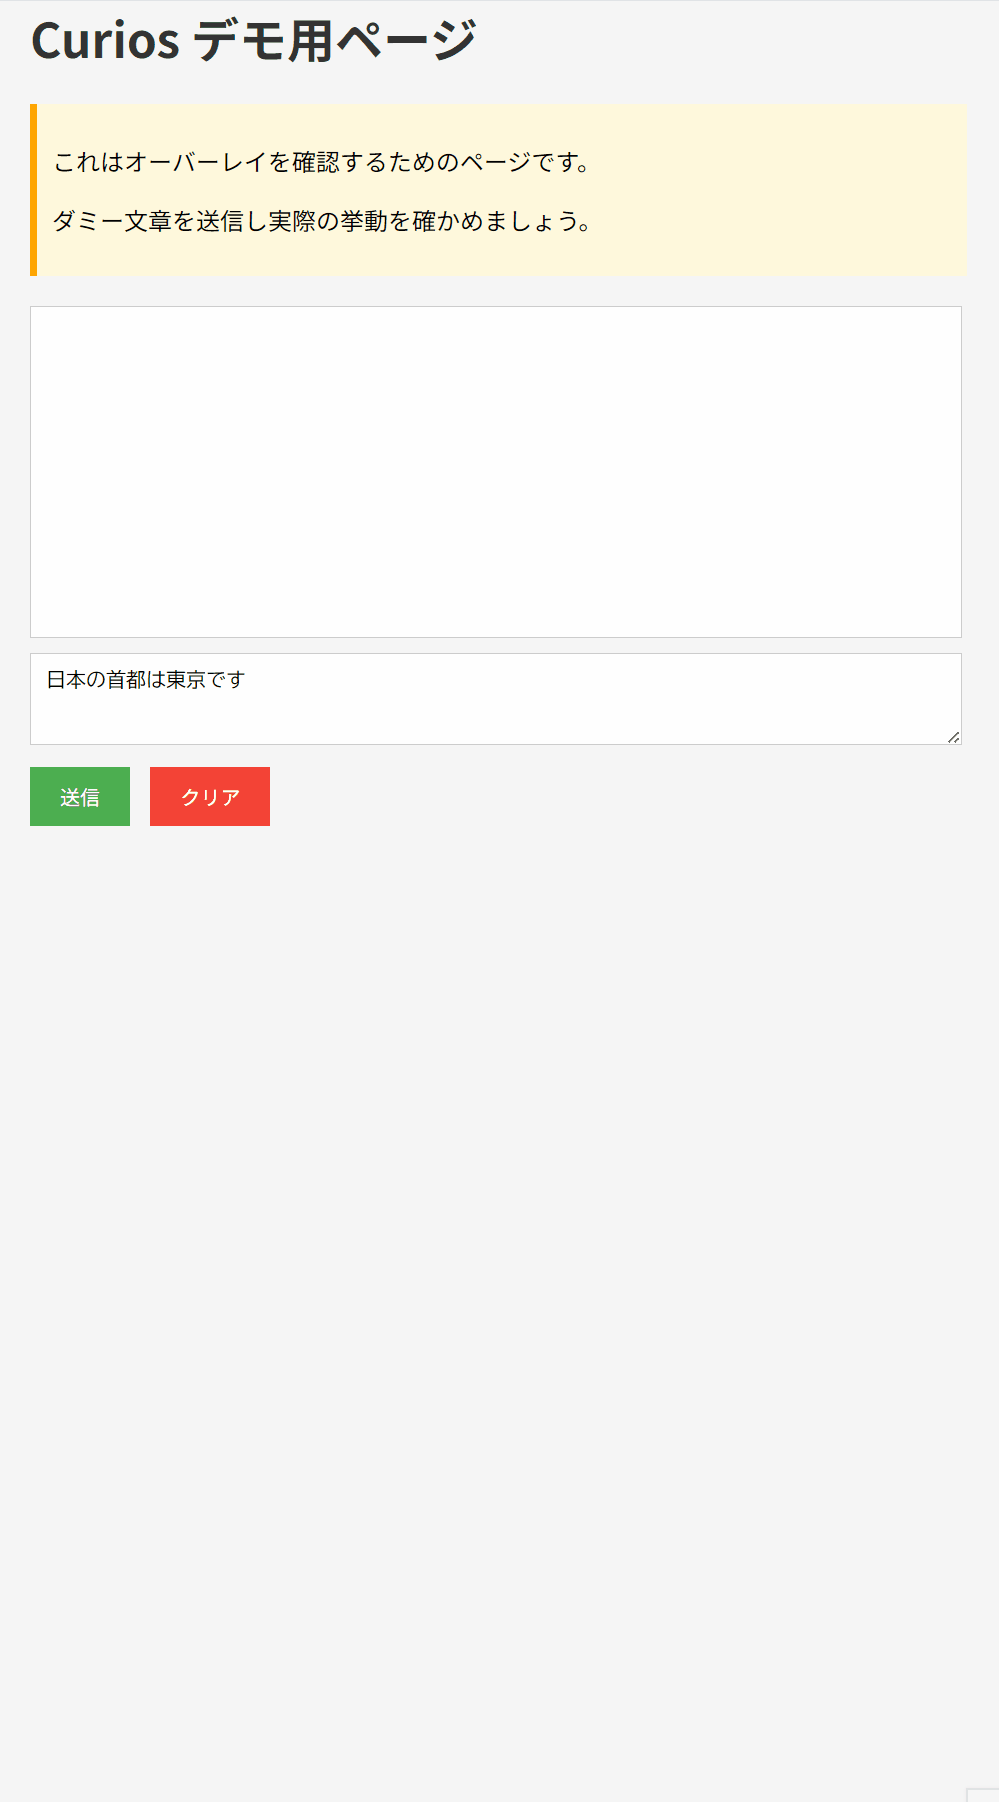 Curios デモ用ページ
これはオーバーレイを確認するためのページです。
ダミー文章を送信し実際の挙動を確かめましょう。
日本の首都は東京です
送信
クリア